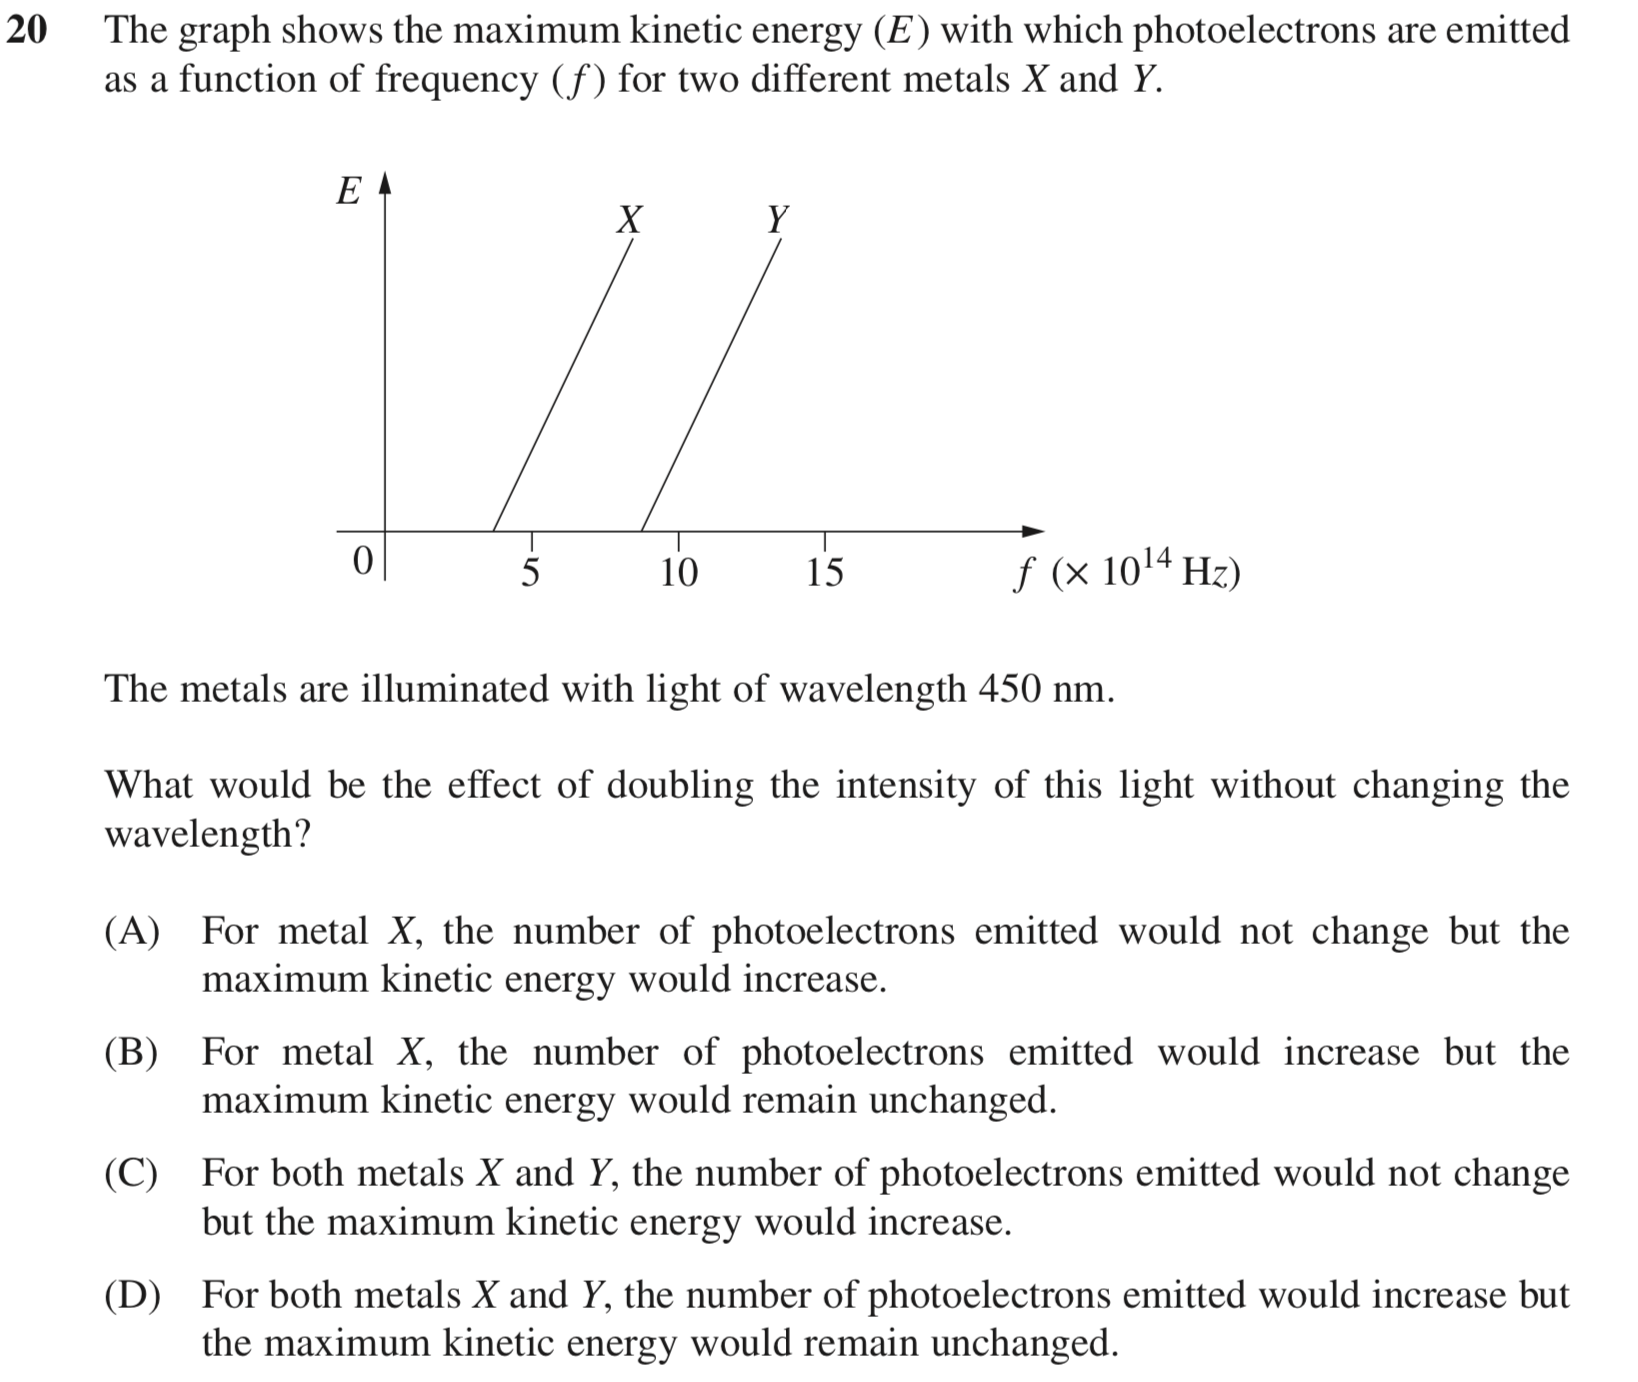 20 The graph shows the maximum kinetic energy (E) with which photoelectrons are emitted
as a function of frequency (f) for two different metals X and Y.
E
X Y
0 5 10 15 f (× 10¹⁴ Hz)
The metals are illuminated with light of wavelength 450 nm.
What would be the effect of doubling the intensity of this light without changing the
wavelength?
(A) For metal X, the number of photoelectrons emitted would not change but the
maximum kinetic energy would increase.
(B) For metal X, the number of photoelectrons emitted would increase but the
maximum kinetic energy would remain unchanged.
(C) For both metals X and Y, the number of photoelectrons emitted would not change
but the maximum kinetic energy would increase.
(D) For both metals X and Y, the number of photoelectrons emitted would increase but
the maximum kinetic energy would remain unchanged.